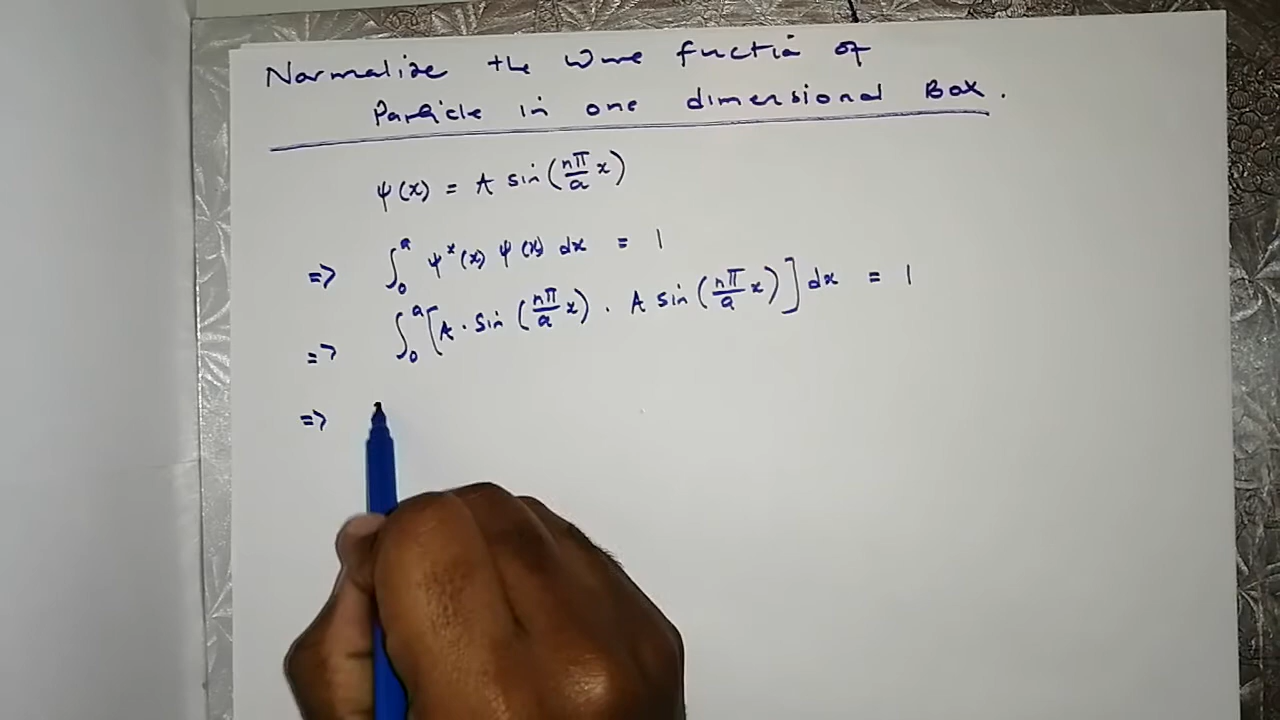 Normalize the wave fuctin of
Particle in one dimensional Box.
ψ(x) = A sin(nπ/a x)
=> ∫₀ᵃ ψ*(x) ψ(x) dx = 1
=> ∫₀ᵃ [A · sin (nπ/a x) · A sin (nπ/a x)] dx = 1
=>